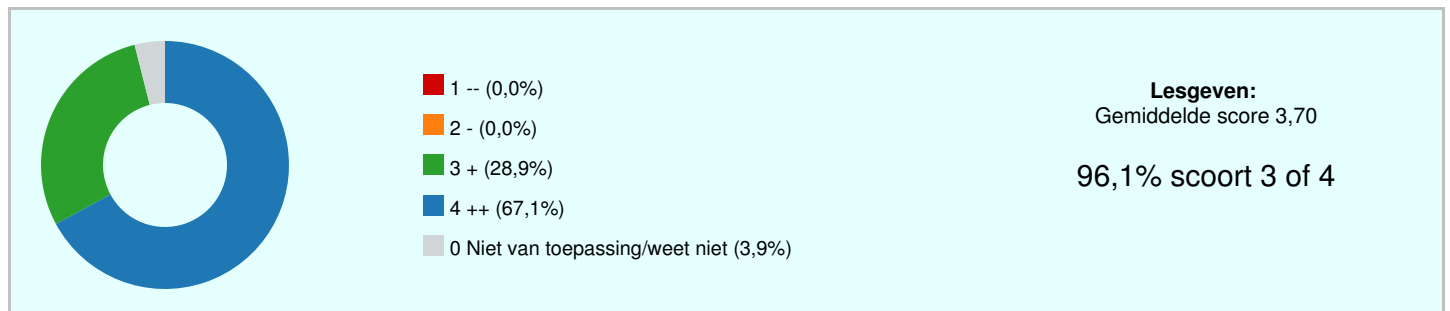 1 -- (0,0%)
2 - (0,0%)
3 + (28,9%)
4 ++ (67,1%)
0 Niet van toepassing/weet niet (3,9%)
Lesgeven:
Gemiddelde score 3,70
96,1% scoort 3 of 4